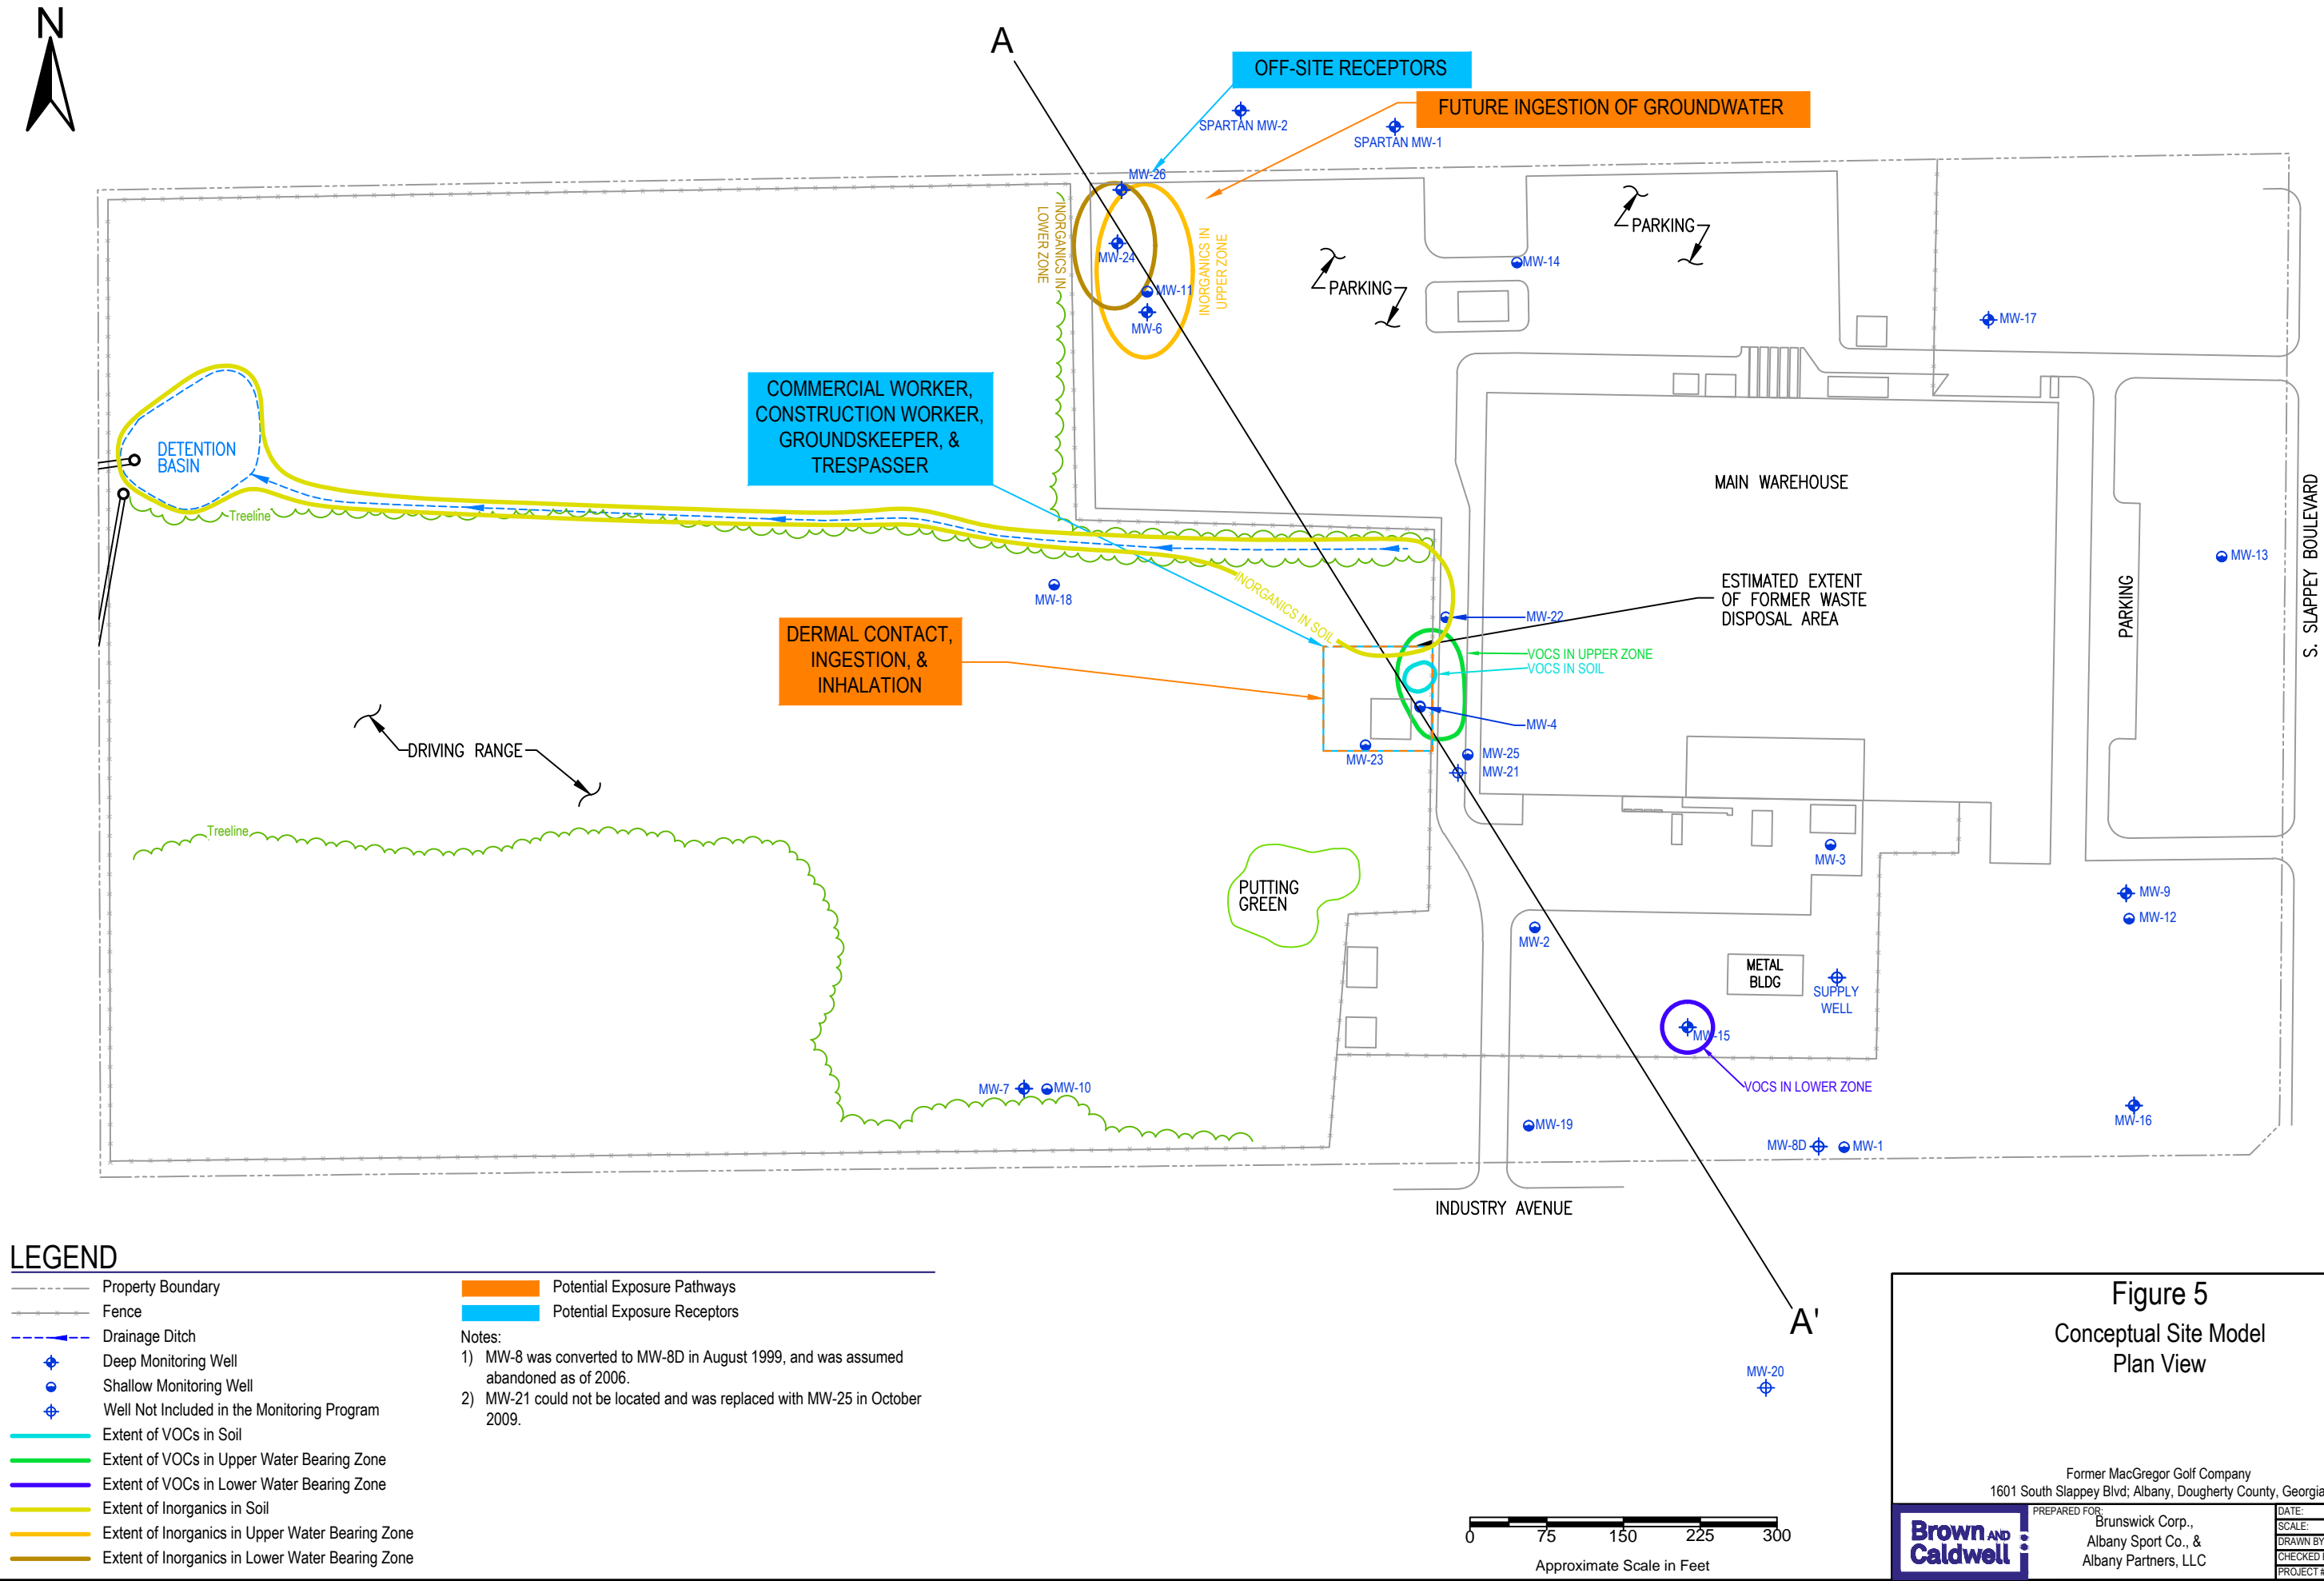 N
A
OFF-SITE RECEPTORS
FUTURE INGESTION OF GROUNDWATER
SPARTAN MW-2
SPARTAN MW-1
MW-26
INORGANICS IN
LOWER ZONE
MW-24
MW-11
MW-6
INORGANICS IN
UPPER ZONE
PARKING
PARKING
MW-14
MW-17
COMMERCIAL WORKER,
CONSTRUCTION WORKER,
GROUNDSKEEPER, &
TRESPASSER
DETENTION
BASIN
Treeline
MAIN WAREHOUSE
S. SLAPPEY BOULEVARD
MW-13
PARKING
ESTIMATED EXTENT
OF FORMER WASTE
DISPOSAL AREA
MW-18
INORGANICS IN SOIL
MW-22
DERMAL CONTACT,
INGESTION, &
INHALATION
VOCS IN UPPER ZONE
VOCS IN SOIL
MW-4
DRIVING RANGE
MW-23
MW-25
MW-21
Treeline
MW-3
PUTTING
GREEN
MW-9
MW-12
MW-2
METAL
BLDG
SUPPLY
WELL
MW-15
VOCS IN LOWER ZONE
MW-7
MW-10
MW-16
MW-19
MW-8D
MW-1
INDUSTRY AVENUE
A'
MW-20
LEGEND
Property Boundary
Fence
Drainage Ditch
Deep Monitoring Well
Shallow Monitoring Well
Well Not Included in the Monitoring Program
Extent of VOCs in Soil
Extent of VOCs in Upper Water Bearing Zone
Extent of VOCs in Lower Water Bearing Zone
Extent of Inorganics in Soil
Extent of Inorganics in Upper Water Bearing Zone
Extent of Inorganics in Lower Water Bearing Zone
Potential Exposure Pathways
Potential Exposure Receptors
Notes:
1) MW-8 was converted to MW-8D in August 1999, and was assumed
abandoned as of 2006.
2) MW-21 could not be located and was replaced with MW-25 in October
2009.
0 75 150 225 300
Approximate Scale in Feet
Figure 5
Conceptual Site Model
Plan View
Former MacGregor Golf Company
1601 South Slappey Blvd; Albany, Dougherty County, Georgia
Brown AND
Caldwell
PREPARED FOR:
Brunswick Corp.,
Albany Sport Co., &
Albany Partners, LLC
DATE:
SCALE:
DRAWN BY
CHECKED
PROJECT #